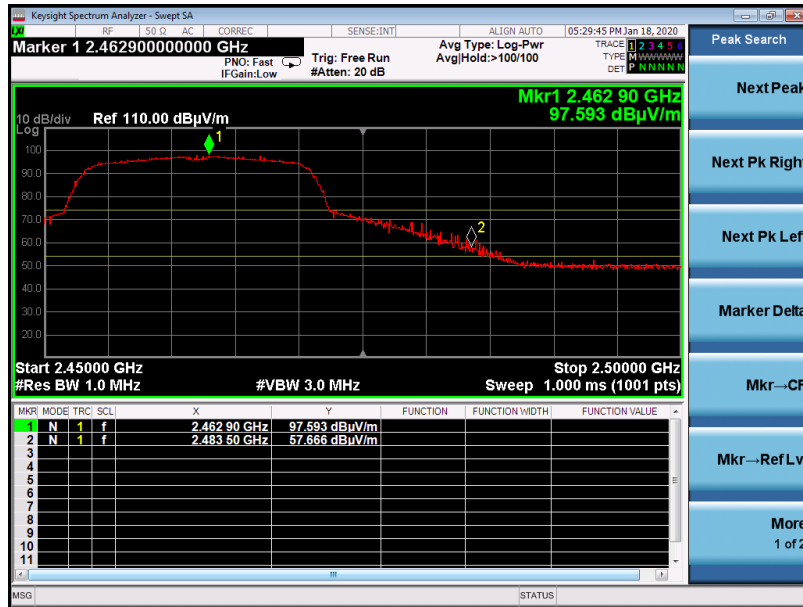 Keysight Spectrum Analyzer - Swept SA
LXI RF 50 Ω AC CORREC SENSE:INT ALIGN AUTO 05:29:45 PM Jan 18, 2020
Marker 1 2.462900000000 GHz
PNO: Fast
IFGain:Low
Trig: Free Run
#Atten: 20 dB
Avg Type: Log-Pwr
Avg|Hold:>100/100
TRACE 1 2 3 4 5 6
TYPE M W W W W W
DET P N N N N N
Mkr1 2.462 90 GHz
97.593 dBµV/m
10 dB/div Ref 110.00 dBµV/m
Log
1
100
90.0
80.0
70.0
2
60.0
50.0
40.0
30.0
20.0
Start 2.45000 GHz Stop 2.50000 GHz
#Res BW 1.0 MHz #VBW 3.0 MHz Sweep 1.000 ms (1001 pts)
MKR MODE TRC SCL X Y FUNCTION FUNCTION WIDTH FUNCTION VALUE
1 N 1 f 2.462 90 GHz 97.593 dBµV/m
2 N 1 f 2.483 50 GHz 57.666 dBµV/m
3
4
5
6
7
8
9
10
11
MSG STATUS
Peak Search
Next Peak
Next Pk Right
Next Pk Left
Marker Delta
Mkr→CF
Mkr→Ref Lv
More
1 of 2